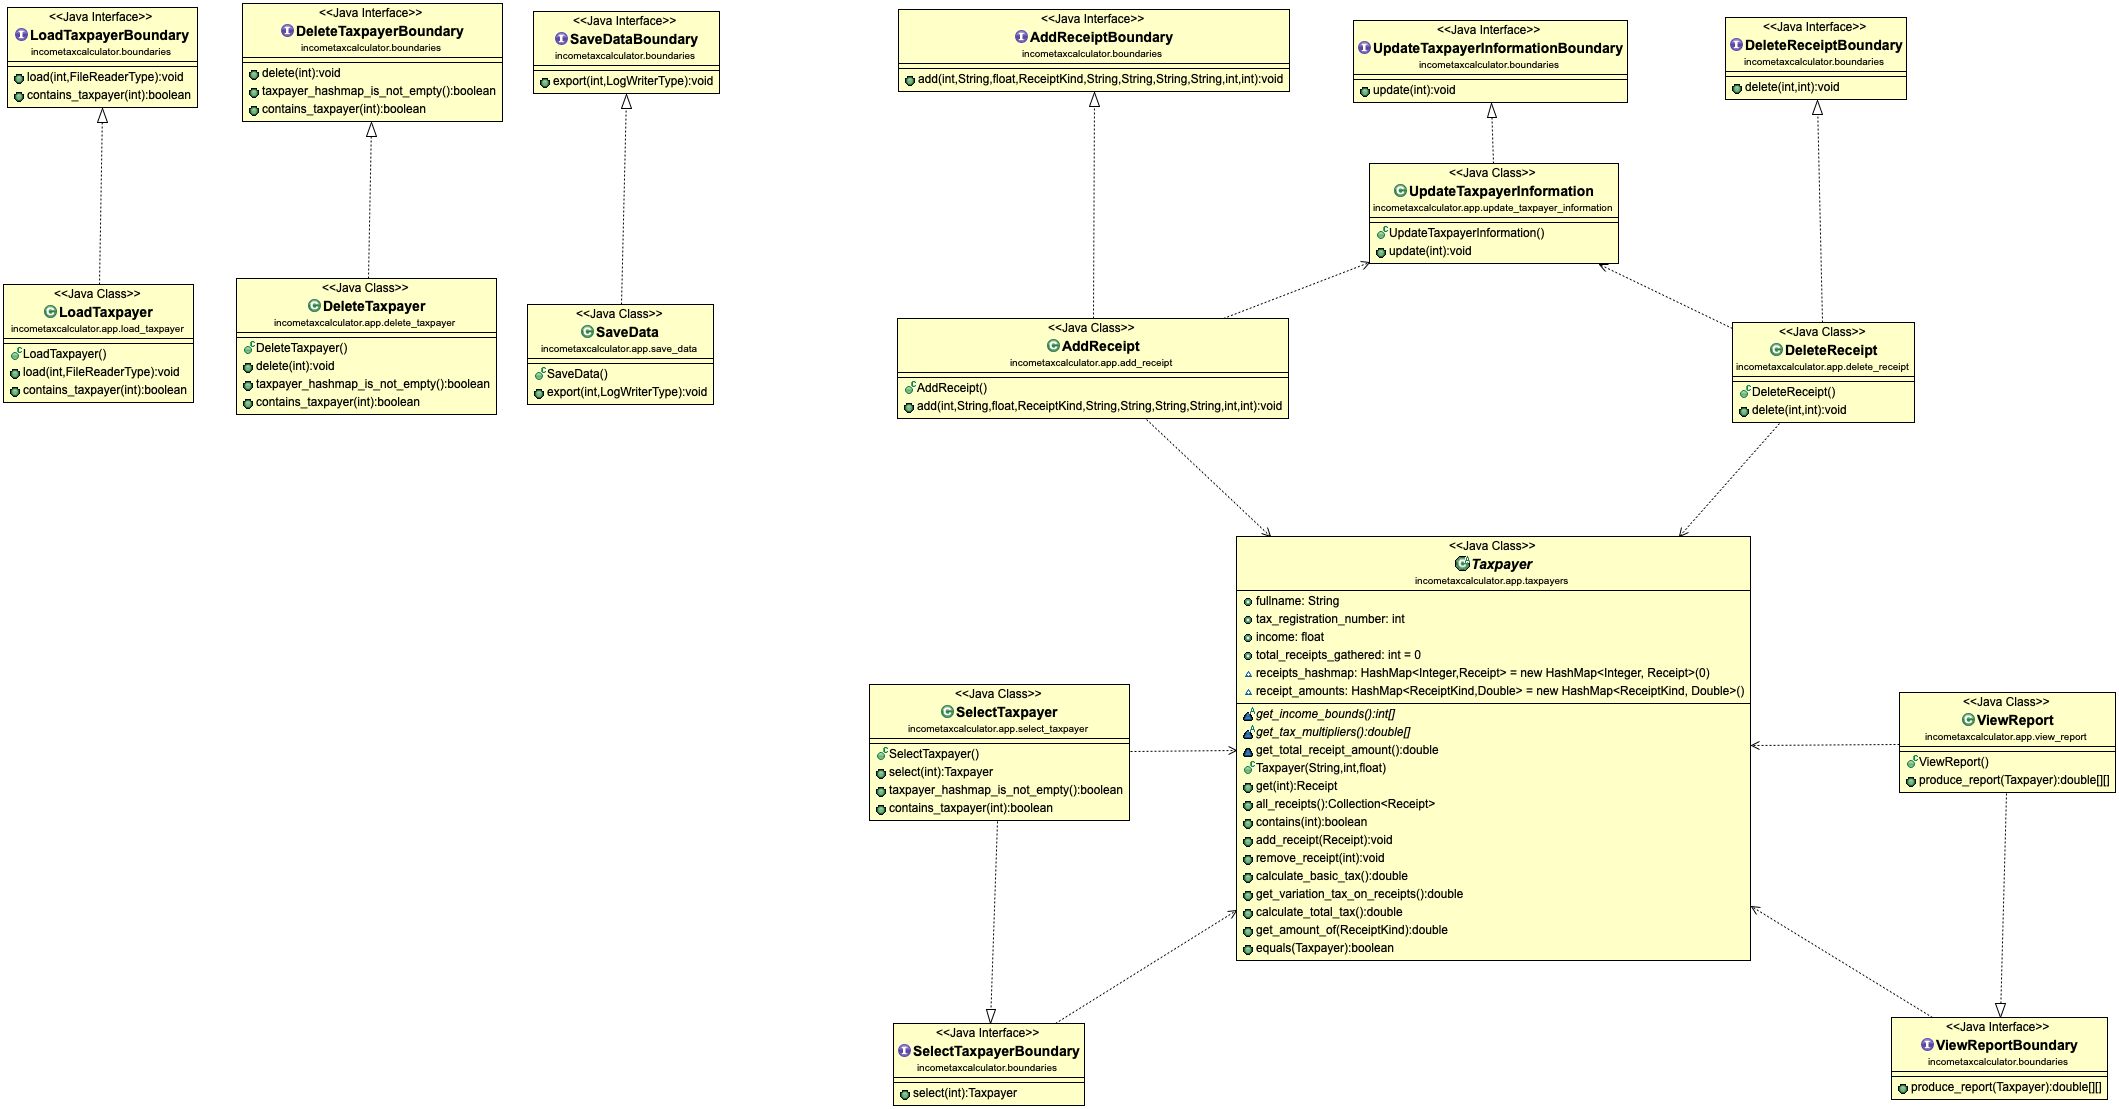 <<Java Interface>>
LoadTaxpayerBoundary
incometaxcalculator.boundaries
load(int,FileReaderType):void
contains_taxpayer(int):boolean
<<Java Interface>>
DeleteTaxpayerBoundary
incometaxcalculator.boundaries
delete(int):void
taxpayer_hashmap_is_not_empty():boolean
contains_taxpayer(int):boolean
<<Java Interface>>
SaveDataBoundary
incometaxcalculator.boundaries
export(int,LogWriterType):void
<<Java Interface>>
AddReceiptBoundary
incometaxcalculator.boundaries
add(int,String,float,ReceiptKind,String,String,String,String,int,int):void
<<Java Interface>>
UpdateTaxpayerInformationBoundary
incometaxcalculator.boundaries
update(int):void
<<Java Interface>>
DeleteReceiptBoundary
incometaxcalculator.boundaries
delete(int,int):void
<<Java Class>>
UpdateTaxpayerInformation
incometaxcalculator.app.update_taxpayer_information
UpdateTaxpayerInformation()
update(int):void
<<Java Class>>
LoadTaxpayer
incometaxcalculator.app.load_taxpayer
LoadTaxpayer()
load(int,FileReaderType):void
contains_taxpayer(int):boolean
<<Java Class>>
DeleteTaxpayer
incometaxcalculator.app.delete_taxpayer
DeleteTaxpayer()
delete(int):void
taxpayer_hashmap_is_not_empty():boolean
contains_taxpayer(int):boolean
<<Java Class>>
SaveData
incometaxcalculator.app.save_data
SaveData()
export(int,LogWriterType):void
<<Java Class>>
AddReceipt
incometaxcalculator.app.add_receipt
AddReceipt()
add(int,String,float,ReceiptKind,String,String,String,String,int,int):void
<<Java Class>>
DeleteReceipt
incometaxcalculator.app.delete_receipt
DeleteReceipt()
delete(int,int):void
<<Java Class>>
Taxpayer
incometaxcalculator.app.taxpayers
fullname: String
tax_registration_number: int
income: float
total_receipts_gathered: int = 0
receipts_hashmap: HashMap<Integer,Receipt> = new HashMap<Integer, Receipt>(0)
receipt_amounts: HashMap<ReceiptKind,Double> = new HashMap<ReceiptKind, Double>()
get_income_bounds():int[]
get_tax_multipliers():double[]
get_total_receipt_amount():double
Taxpayer(String,int,float)
get(int):Receipt
all_receipts():Collection<Receipt>
contains(int):boolean
add_receipt(Receipt):void
remove_receipt(int):void
calculate_basic_tax():double
get_variation_tax_on_receipts():double
calculate_total_tax():double
get_amount_of(ReceiptKind):double
equals(Taxpayer):boolean
<<Java Class>>
SelectTaxpayer
incometaxcalculator.app.select_taxpayer
SelectTaxpayer()
select(int):Taxpayer
taxpayer_hashmap_is_not_empty():boolean
contains_taxpayer(int):boolean
<<Java Class>>
ViewReport
incometaxcalculator.app.view_report
ViewReport()
produce_report(Taxpayer):double[][]
<<Java Interface>>
SelectTaxpayerBoundary
incometaxcalculator.boundaries
select(int):Taxpayer
<<Java Interface>>
ViewReportBoundary
incometaxcalculator.boundaries
produce_report(Taxpayer):double[][]